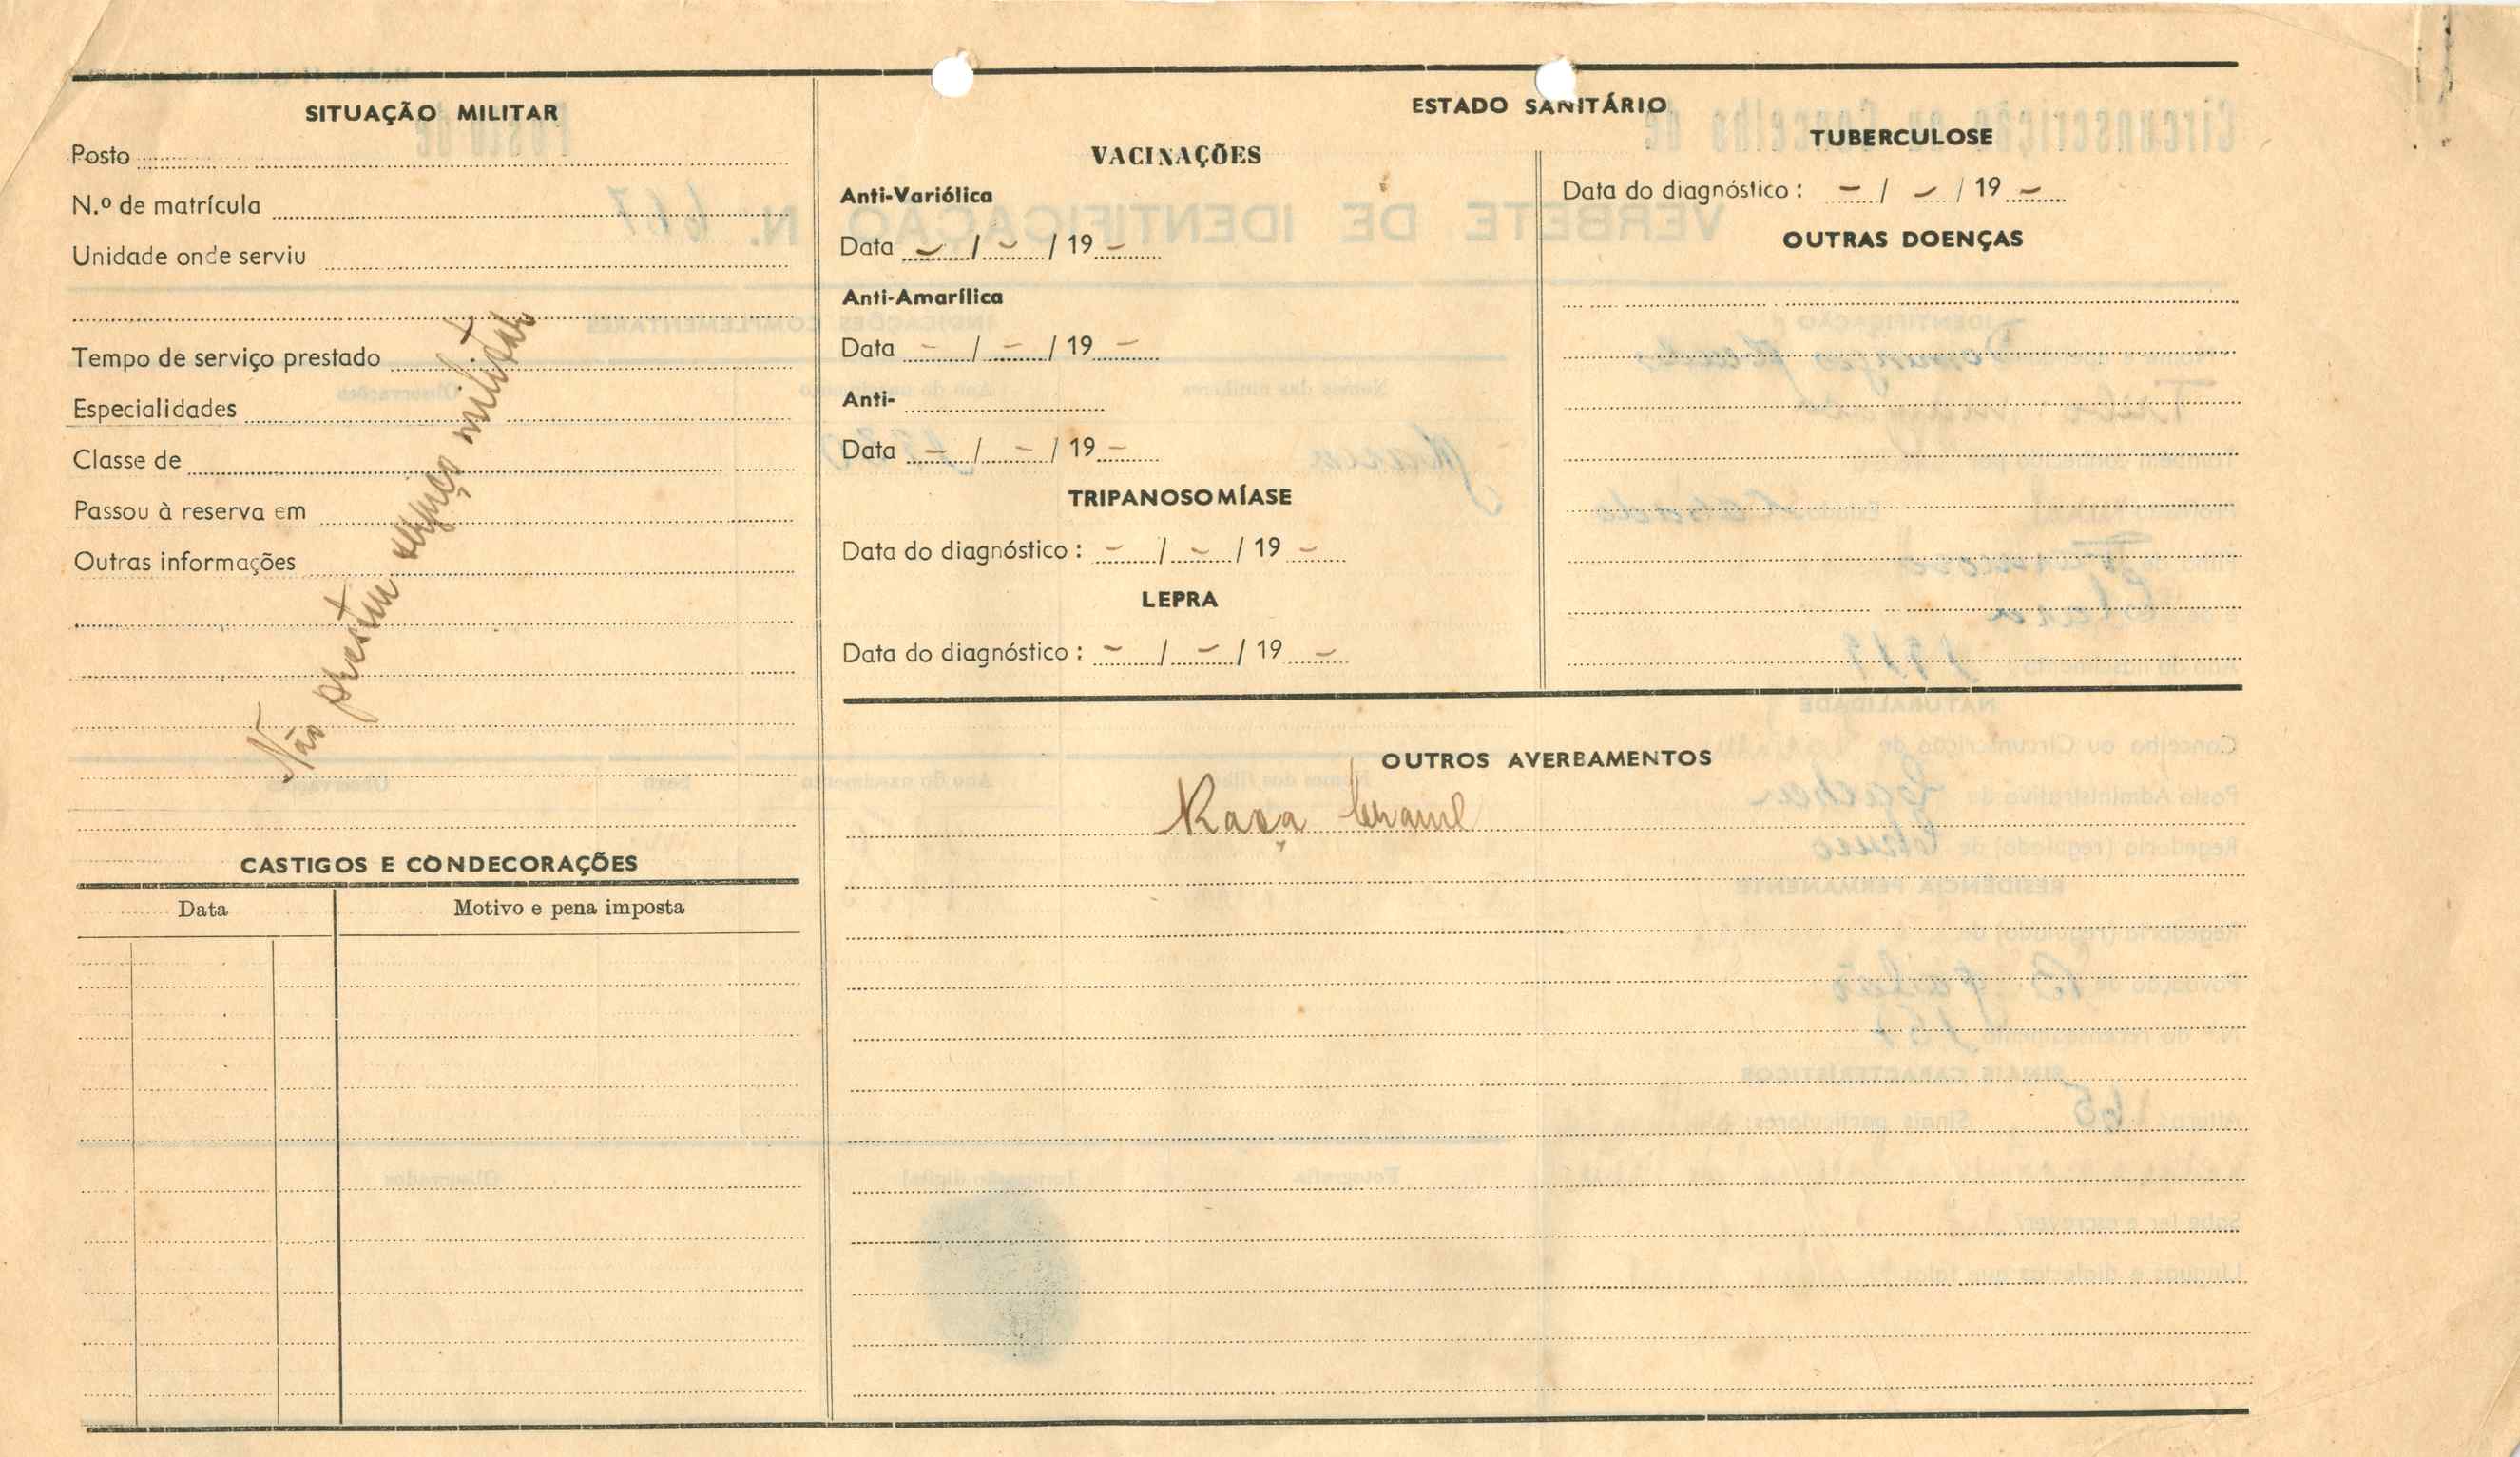 SITUAÇÃO MILITAR
Posto
N.º de matrícula
Unidade onde serviu
Tempo de serviço prestado
Especialidades
Classe de
Passou à reserva em
Outras informações
Não prestou serviço militar
CASTIGOS E CONDECORAÇÕES
Data Motivo e pena imposta
ESTADO SANITÁRIO
VACINAÇÕES
Anti-Variólica
Data - / - / 19 -
Anti-Amarílica
Data - / - / 19 -
Anti-
Data - / - / 19 -
TRIPANOSOMÍASE
Data do diagnóstico : - / - / 19 -
LEPRA
Data do diagnóstico : - / - / 19 -
TUBERCULOSE
Data do diagnóstico : - / - / 19 -
OUTRAS DOENÇAS
OUTROS AVERBAMENTOS
Raça